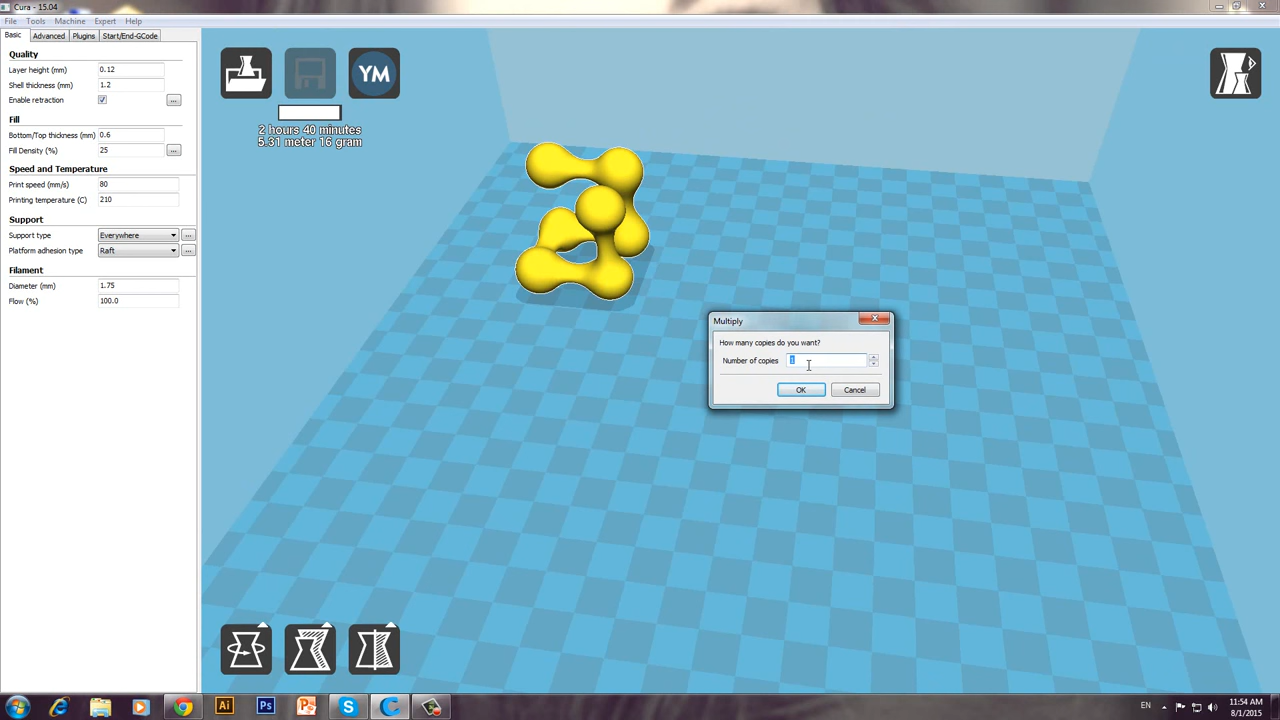 Cura - 15.04
File Tools Machine Expert Help
Basic Advanced Plugins Start/End-GCode
Quality
Layer height (mm) 0.12
Shell thickness (mm) 1.2
Enable retraction ...
Fill
Bottom/Top thickness (mm) 0.6
Fill Density (%) 25 ...
Speed and Temperature
Print speed (mm/s) 80
Printing temperature (C) 210
Support
Support type Everywhere ...
Platform adhesion type Raft ...
Filament
Diameter (mm) 1.75
Flow (%) 100.0
YM
2 hours 40 minutes
5.31 meter 16 gram
Multiply
How many copies do you want?
Number of copies 1
OK Cancel
Ai Ps P S C
EN 11:54 AM
8/1/2015